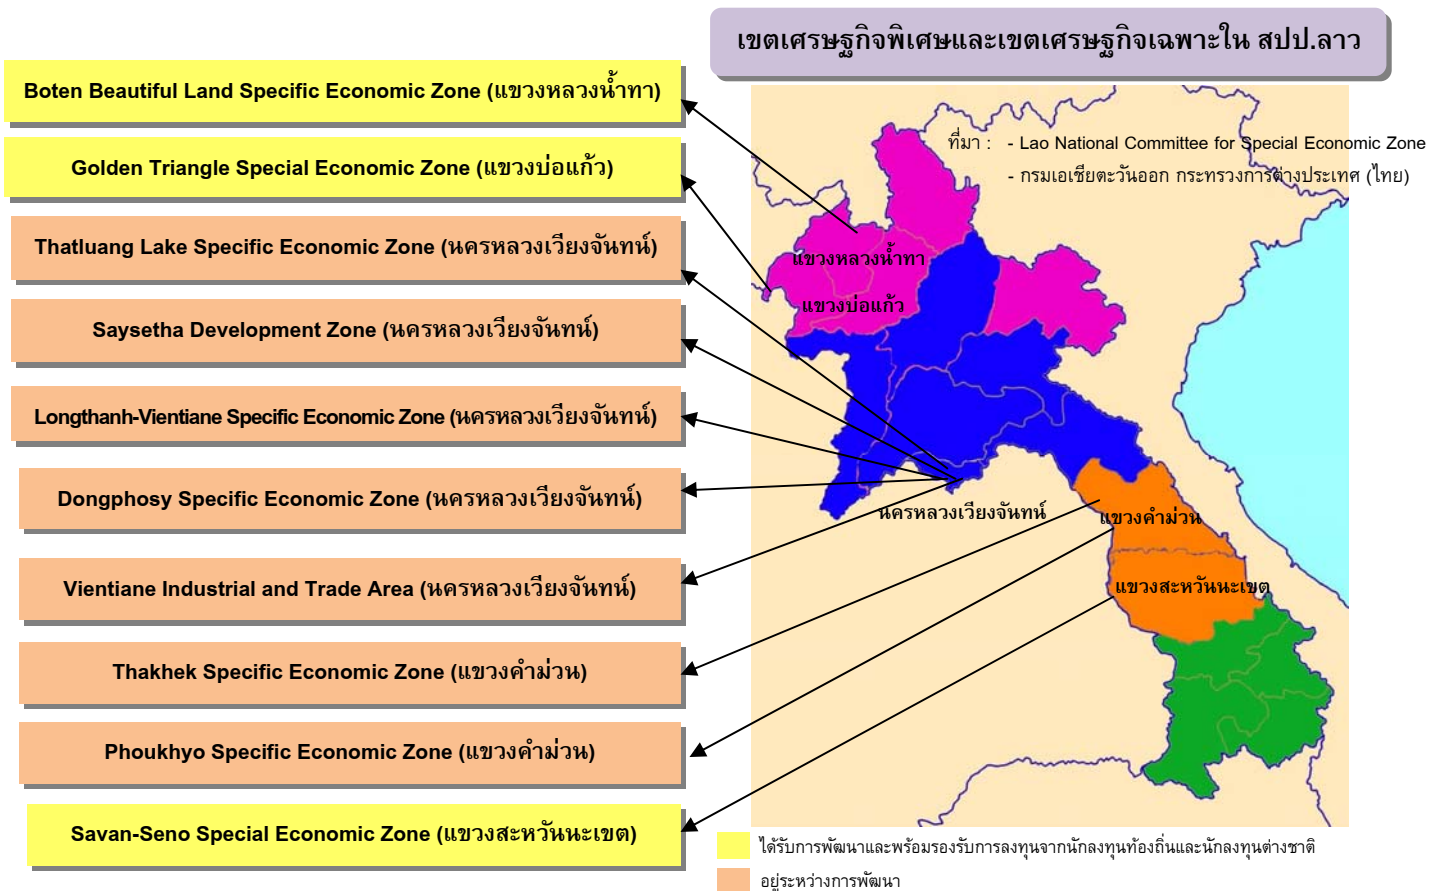 เขตเศรษฐกิจพิเศษและเขตเศรษฐกิจเฉพาะใน สปป.ลาว
Boten Beautiful Land Specific Economic Zone (แขวงหลวงน้ำทา)
Golden Triangle Special Economic Zone (แขวงบ่อแก้ว)
Thatluang Lake Specific Economic Zone (นครหลวงเวียงจันทน์)
Saysetha Development Zone (นครหลวงเวียงจันทน์)
Longthanh-Vientiane Specific Economic Zone (นครหลวงเวียงจันทน์)
Dongphosy Specific Economic Zone (นครหลวงเวียงจันทน์)
Vientiane Industrial and Trade Area (นครหลวงเวียงจันทน์)
Thakhek Specific Economic Zone (แขวงคำม่วน)
Phoukhyo Specific Economic Zone (แขวงคำม่วน)
Savan-Seno Special Economic Zone (แขวงสะหวันนะเขต)
ที่มา : - Lao National Committee for Special Economic Zone
- กรมเอเชียตะวันออก กระทรวงการต่างประเทศ (ไทย)
แขวงหลวงน้ำทา
แขวงบ่อแก้ว
นครหลวงเวียงจันทน์
แขวงคำม่วน
แขวงสะหวันนะเขต
ได้รับการพัฒนาและพร้อมรองรับการลงทุนจากนักลงทุนท้องถิ่นและนักลงทุนต่างชาติ
อยู่ระหว่างการพัฒนา